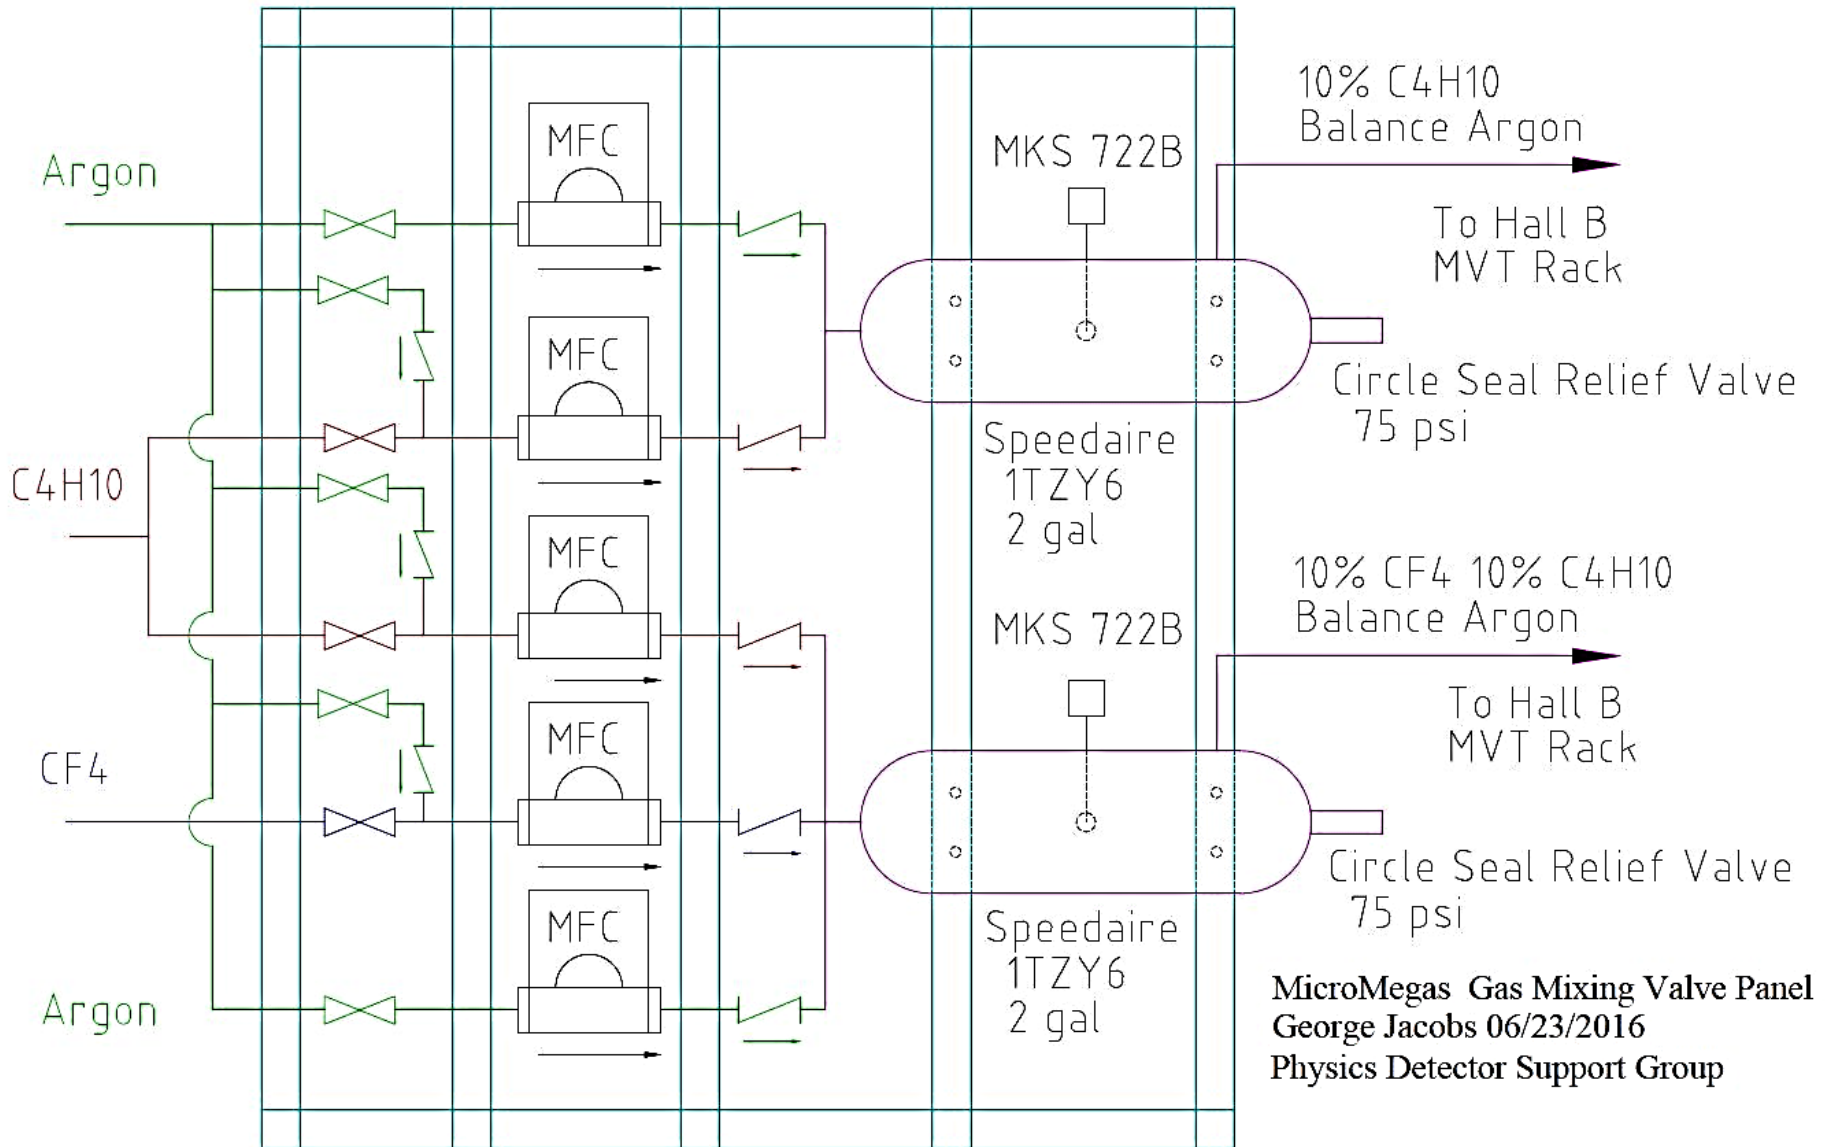 Argon
C4H10
CF4
Argon
MFC
MFC
MFC
MFC
MFC
MKS 722B
Speedaire
1TZY6
2 gal
MKS 722B
Speedaire
1TZY6
2 gal
10% C4H10
Balance Argon
To Hall B
MVT Rack
Circle Seal Relief Valve
75 psi
10% CF4 10% C4H10
Balance Argon
To Hall B
MVT Rack
Circle Seal Relief Valve
75 psi
MicroMegas Gas Mixing Valve Panel
George Jacobs 06/23/2016
Physics Detector Support Group